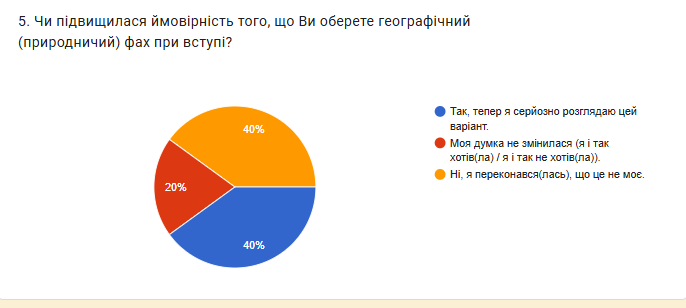 5. Чи підвищилася ймовірність того, що Ви оберете географічний
(природничий) фах при вступі?
40%
20%
40%
Так, тепер я серйозно розглядаю цей
варіант.
Моя думка не змінилася (я і так
хотів(ла) / я і так не хотів(ла)).
Ні, я переконався(лась), що це не моє.